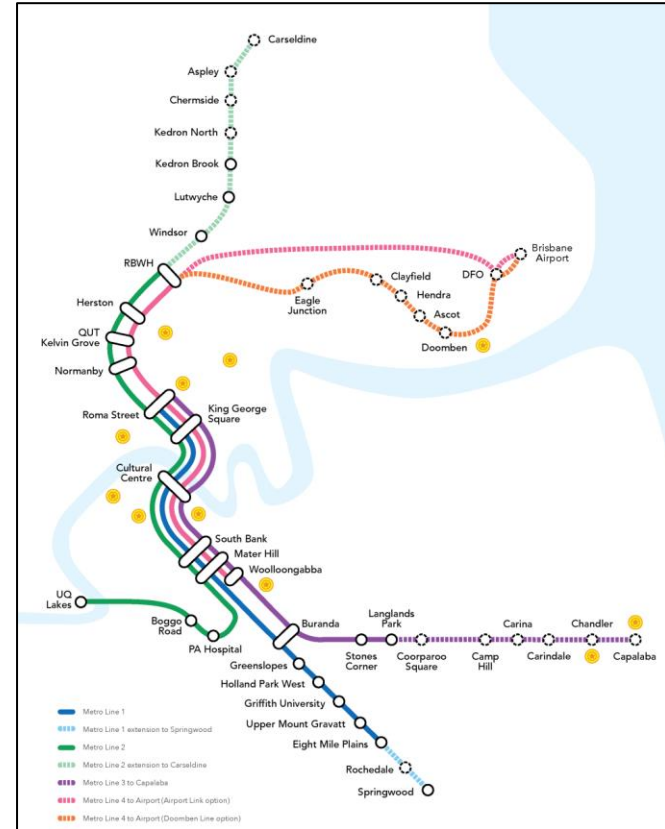 Carseldine
Aspley
Chermside
Kedron North
Kedron Brook
Lutwyche
Windsor
RBWH
Brisbane
Airport
DFO
Clayfield
Hendra
Ascot
Doomben
Eagle
Junction
Herston
QUT
Kelvin Grove
Normanby
Roma Street
King George
Square
Cultural
Centre
South Bank
Mater Hill
Woolloongabba
UQ
Lakes
Boggo
Road
PA Hospital
Buranda
Langlands
Park
Stones
Corner
Coorparoo
Square
Camp
Hill
Carina
Carindale
Chandler
Capalaba
Greenslopes
Holland Park West
Griffith University
Upper Mount Gravatt
Eight Mile Plains
Rochedale
Springwood
Metro Line 1
Metro Line 1 extension to Springwood
Metro Line 2
Metro Line 2 extension to Carseldine
Metro Line 3 to Capalaba
Metro Line 4 to Airport (Airport Link option)
Metro Line 4 to Airport (Doomben Line option)